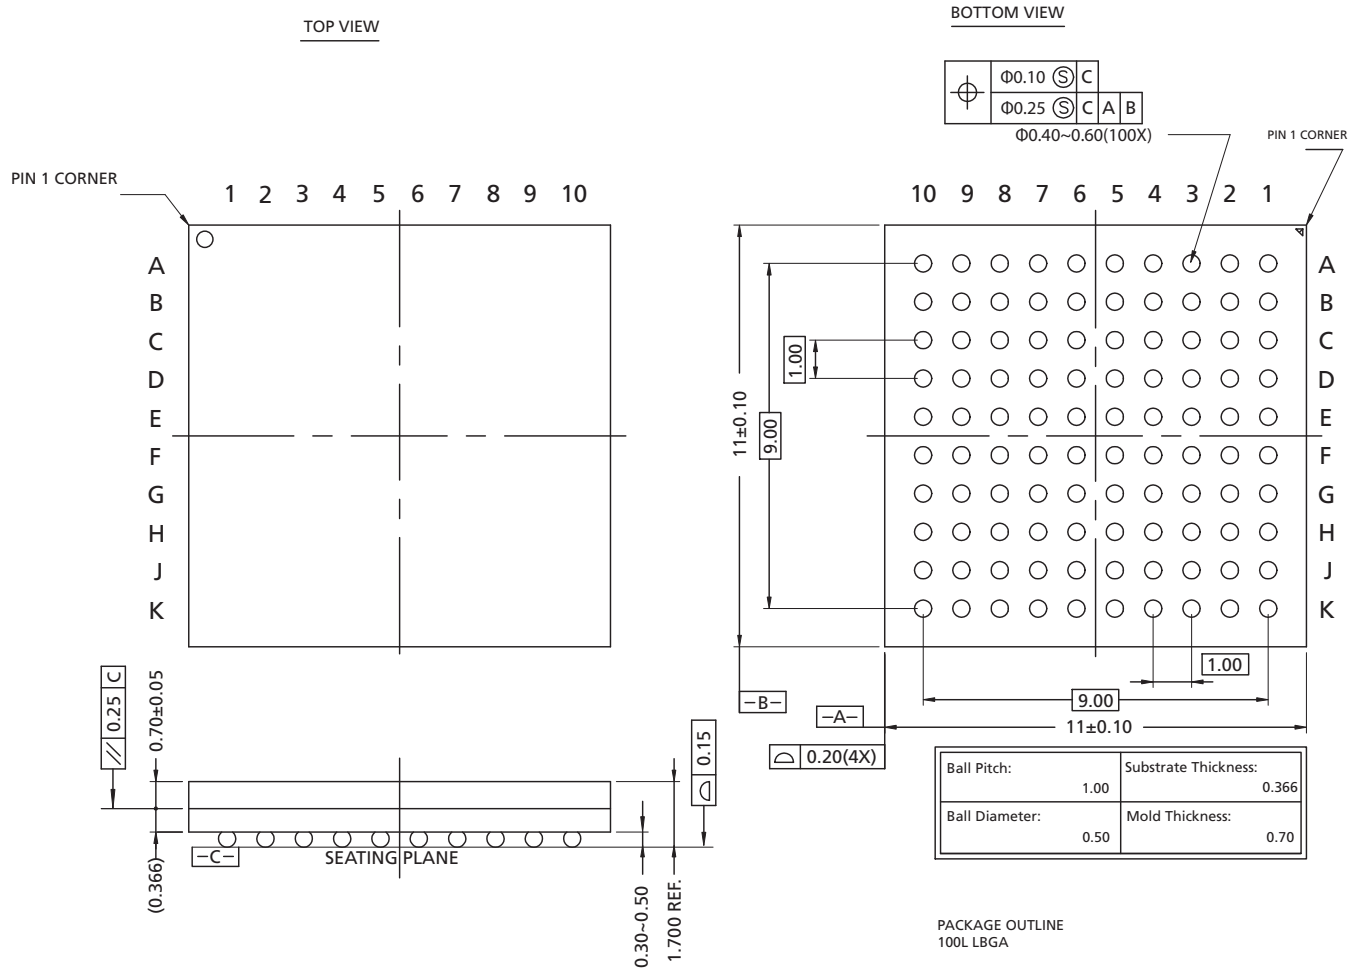 TOP VIEW
BOTTOM VIEW
Φ0.10 Ⓢ C
Φ0.25 Ⓢ C A B
Φ0.40~0.60(100X)
PIN 1 CORNER
PIN 1 CORNER
1 2 3 4 5 6 7 8 9 10
10 9 8 7 6 5 4 3 2 1
A
B
C
D
E
F
G
H
J
K
A
B
C
D
E
F
G
H
J
K
1.00
9.00
11±0.10
1.00
9.00
11±0.10
-B-
-A-
⌓ 0.20(4X)
// 0.25 C
0.70±0.05
(0.366)
-C-
SEATING PLANE
0.30~0.50
1.700 REF.
⌓ 0.15
Ball Pitch:
1.00
Substrate Thickness:
0.366
Ball Diameter:
0.50
Mold Thickness:
0.70
PACKAGE OUTLINE
100L LBGA